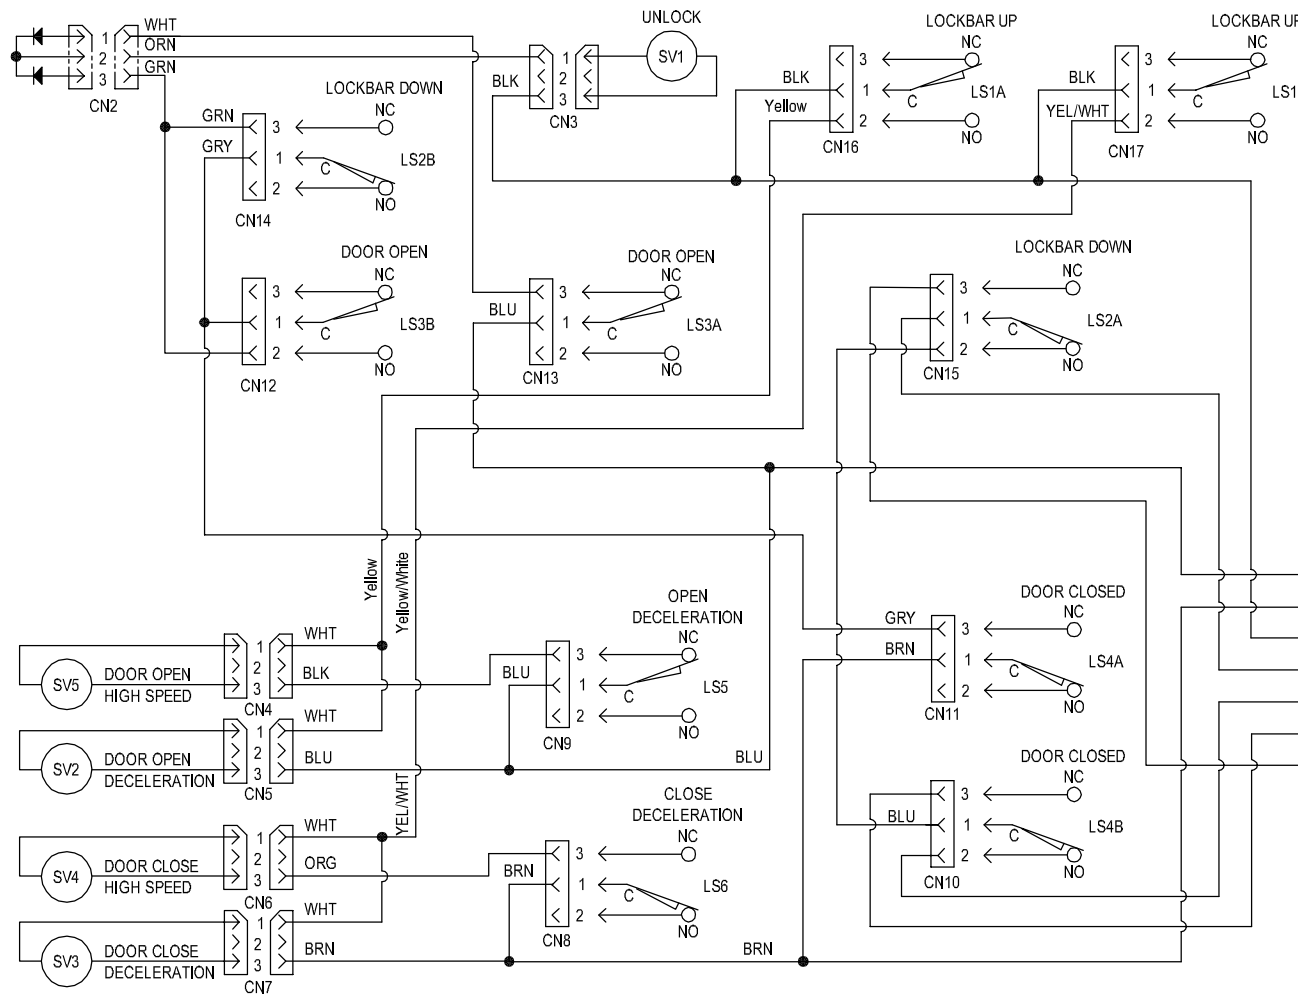 UNLOCK
LOCKBAR UP
LOCKBAR UP
WHT
ORN
GRN
1
2
3
CN2
1
2
3
BLK
CN3
SV1
NC
3
1
2
BLK
Yellow
C
LS1A
NO
CN16
NC
3
1
2
BLK
YEL/WHT
C
LS1
NO
CN17
LOCKBAR DOWN
NC
GRN
GRY
3
1
2
C
LS2B
NO
CN14
DOOR OPEN
NC
3
1
2
C
LS3B
NO
CN12
DOOR OPEN
NC
BLU
3
1
2
C
LS3A
NO
CN13
LOCKBAR DOWN
NC
3
1
2
C
LS2A
NO
CN15
Yellow
Yellow/White
YEL/WHT
SV5
DOOR OPEN
HIGH SPEED
1
2
3
WHT
BLK
CN4
SV2
DOOR OPEN
DECELERATION
1
2
3
WHT
BLU
CN5
OPEN
DECELERATION
NC
BLU
3
1
2
C
LS5
NO
CN9
BLU
SV4
DOOR CLOSE
HIGH SPEED
1
2
3
WHT
ORG
CN6
SV3
DOOR CLOSE
DECELERATION
1
2
3
WHT
BRN
CN7
CLOSE
DECELERATION
NC
BRN
3
1
2
C
LS6
NO
CN8
BRN
DOOR CLOSED
NC
GRY
BRN
3
1
2
C
LS4A
NO
CN11
DOOR CLOSED
NC
BLU
3
1
2
C
LS4B
NO
CN10